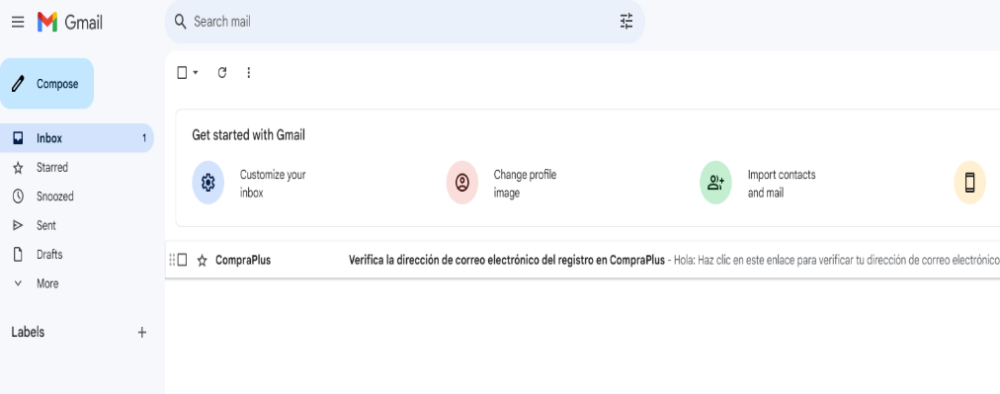 Gmail
Search mail
Compose
Inbox 1
Starred
Snoozed
Sent
Drafts
More
Labels
Get started with Gmail
Customize your
inbox
Change profile
image
Import contacts
and mail
CompraPlus Verifica la dirección de correo electrónico del registro en CompraPlus - Hola: Haz clic en este enlace para verificar tu dirección de correo electrónico